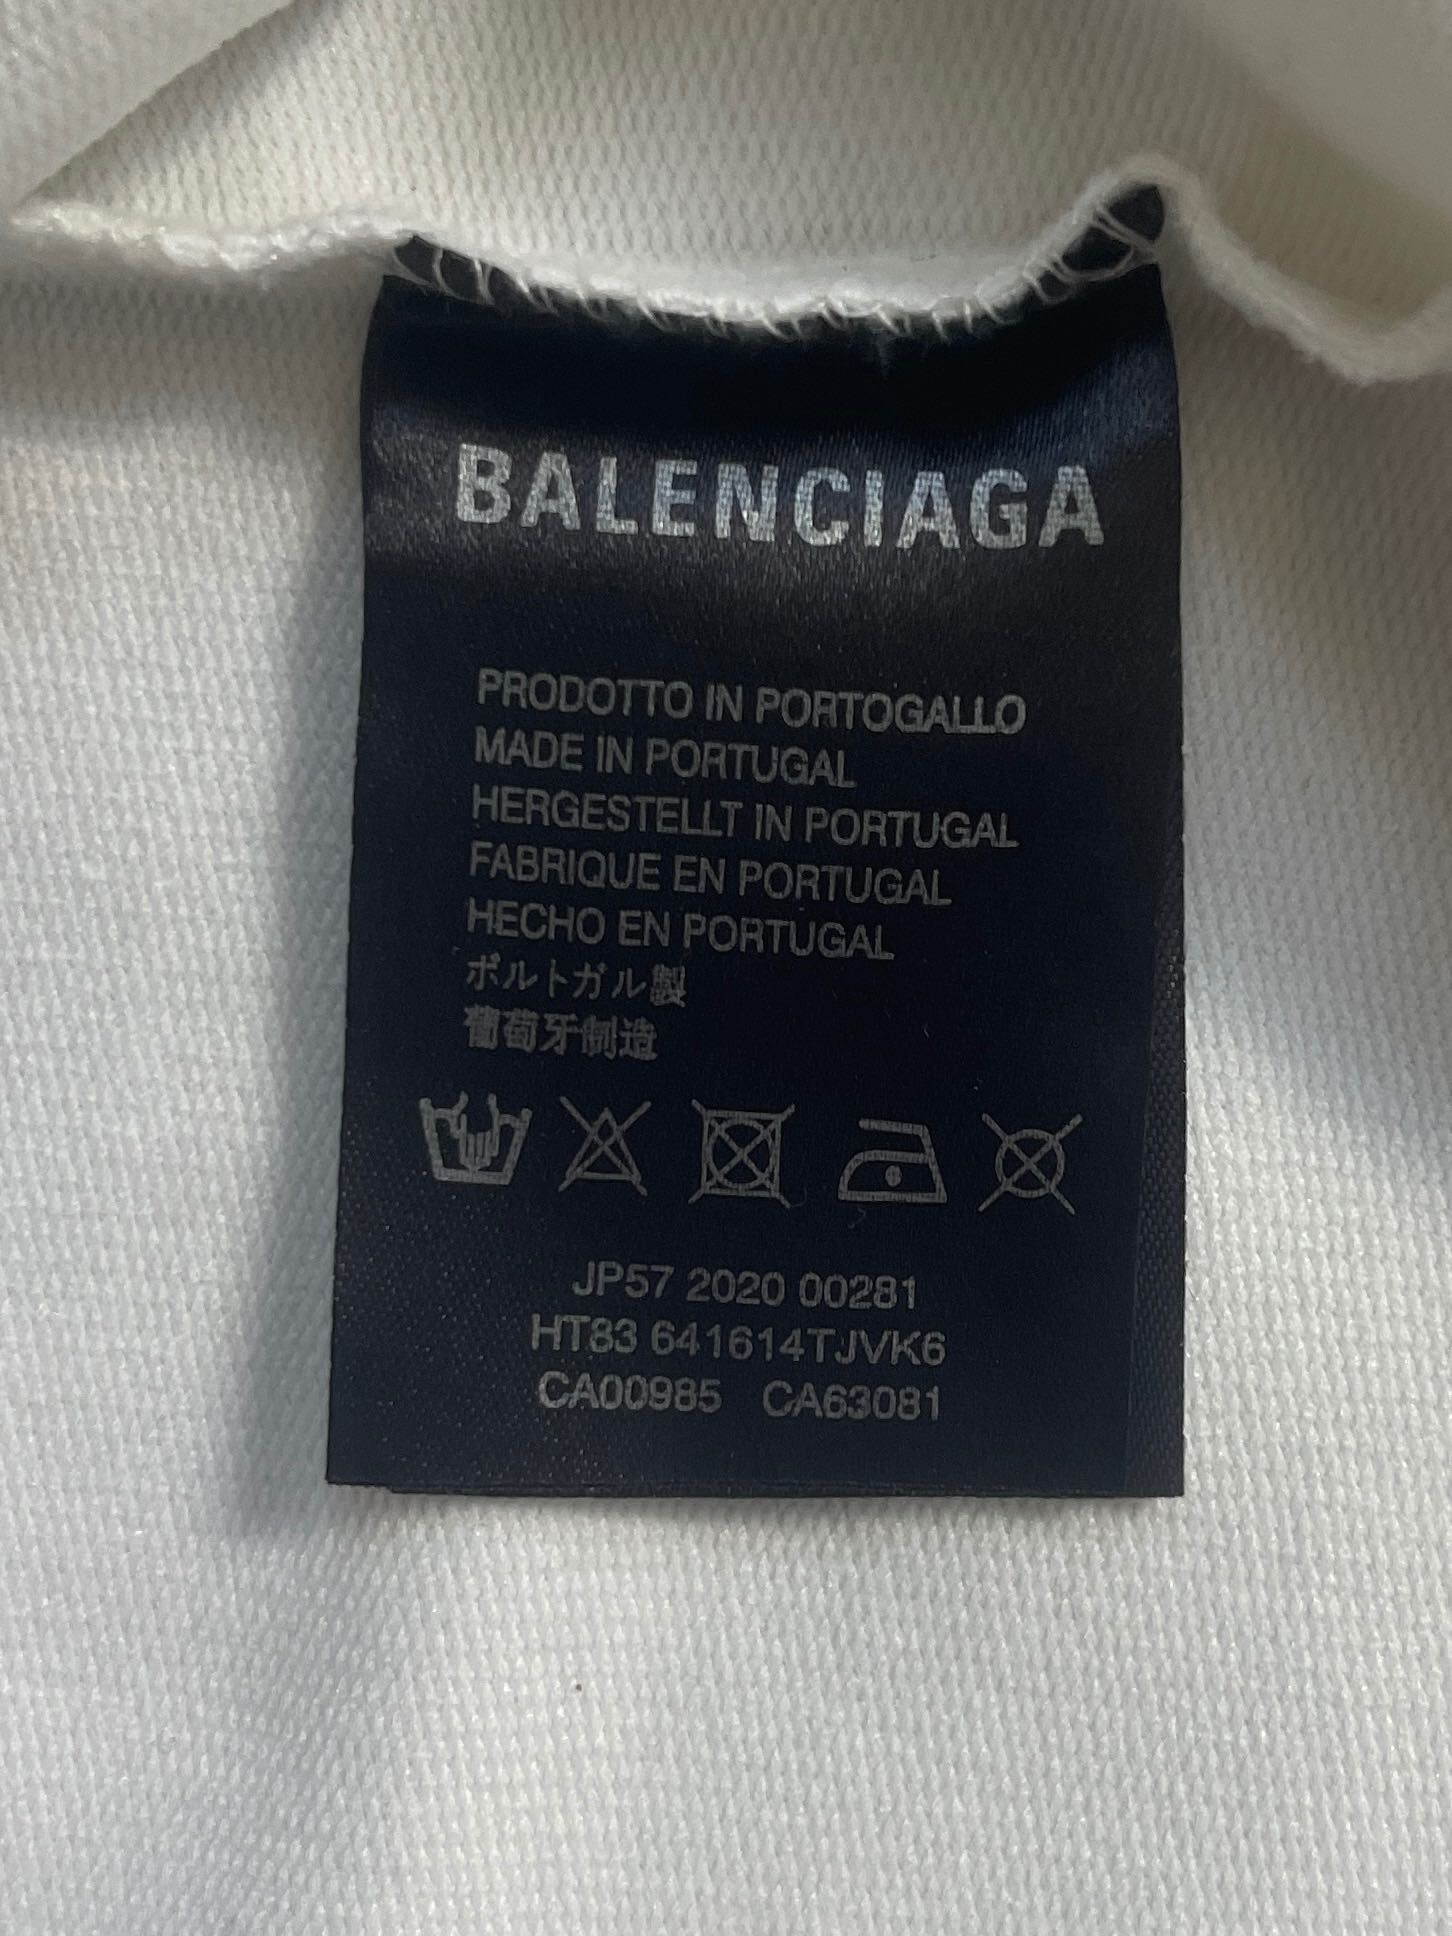 BALENCIAGA
PRODOTTO IN PORTOGALLO
MADE IN PORTUGAL
HERGESTELLT IN PORTUGAL
FABRIQUE EN PORTUGAL
HECHO EN PORTUGAL
ポルトガル製
葡萄牙制造
JP57 2020 00281
HT83 641614TJVK6
CA00985 CA63081